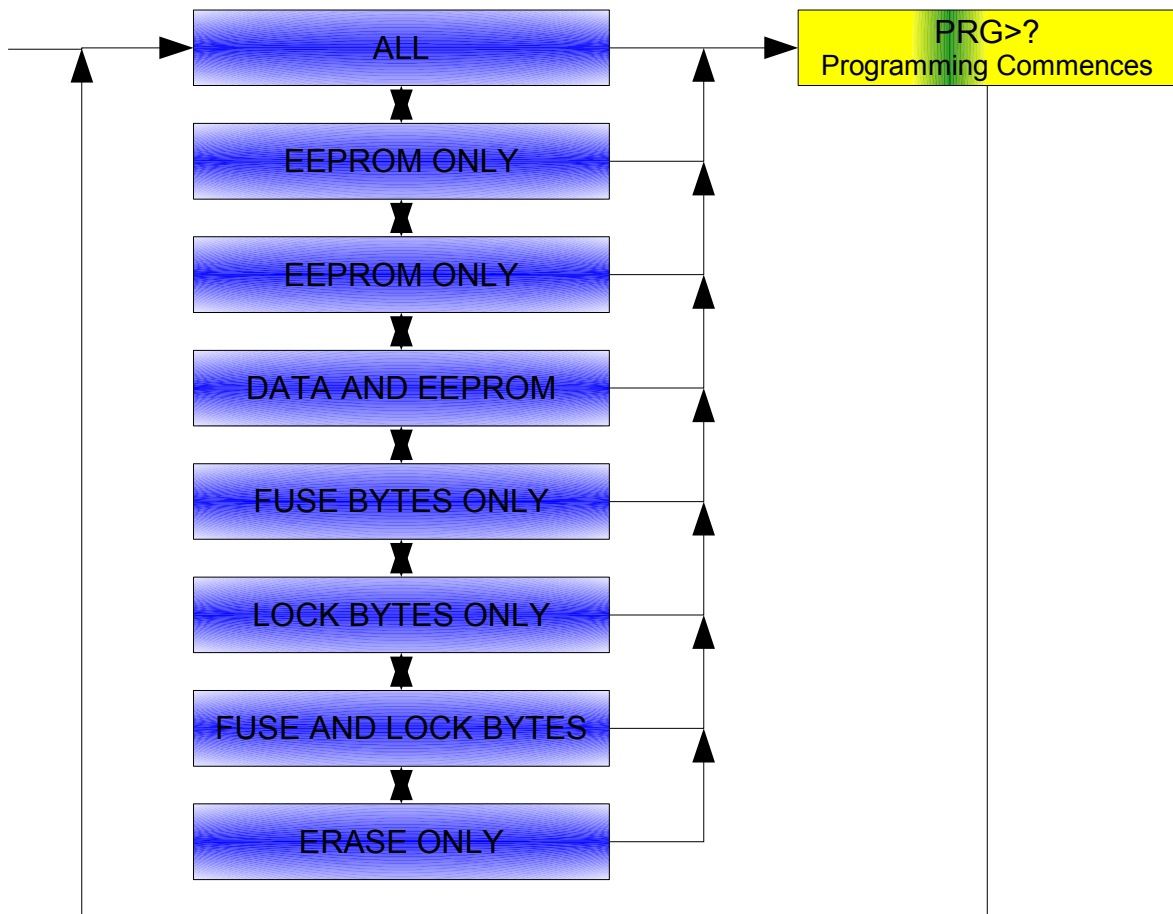 ALL
PRG>?
Programming Commences
EEPROM ONLY
EEPROM ONLY
DATA AND EEPROM
FUSE BYTES ONLY
LOCK BYTES ONLY
FUSE AND LOCK BYTES
ERASE ONLY